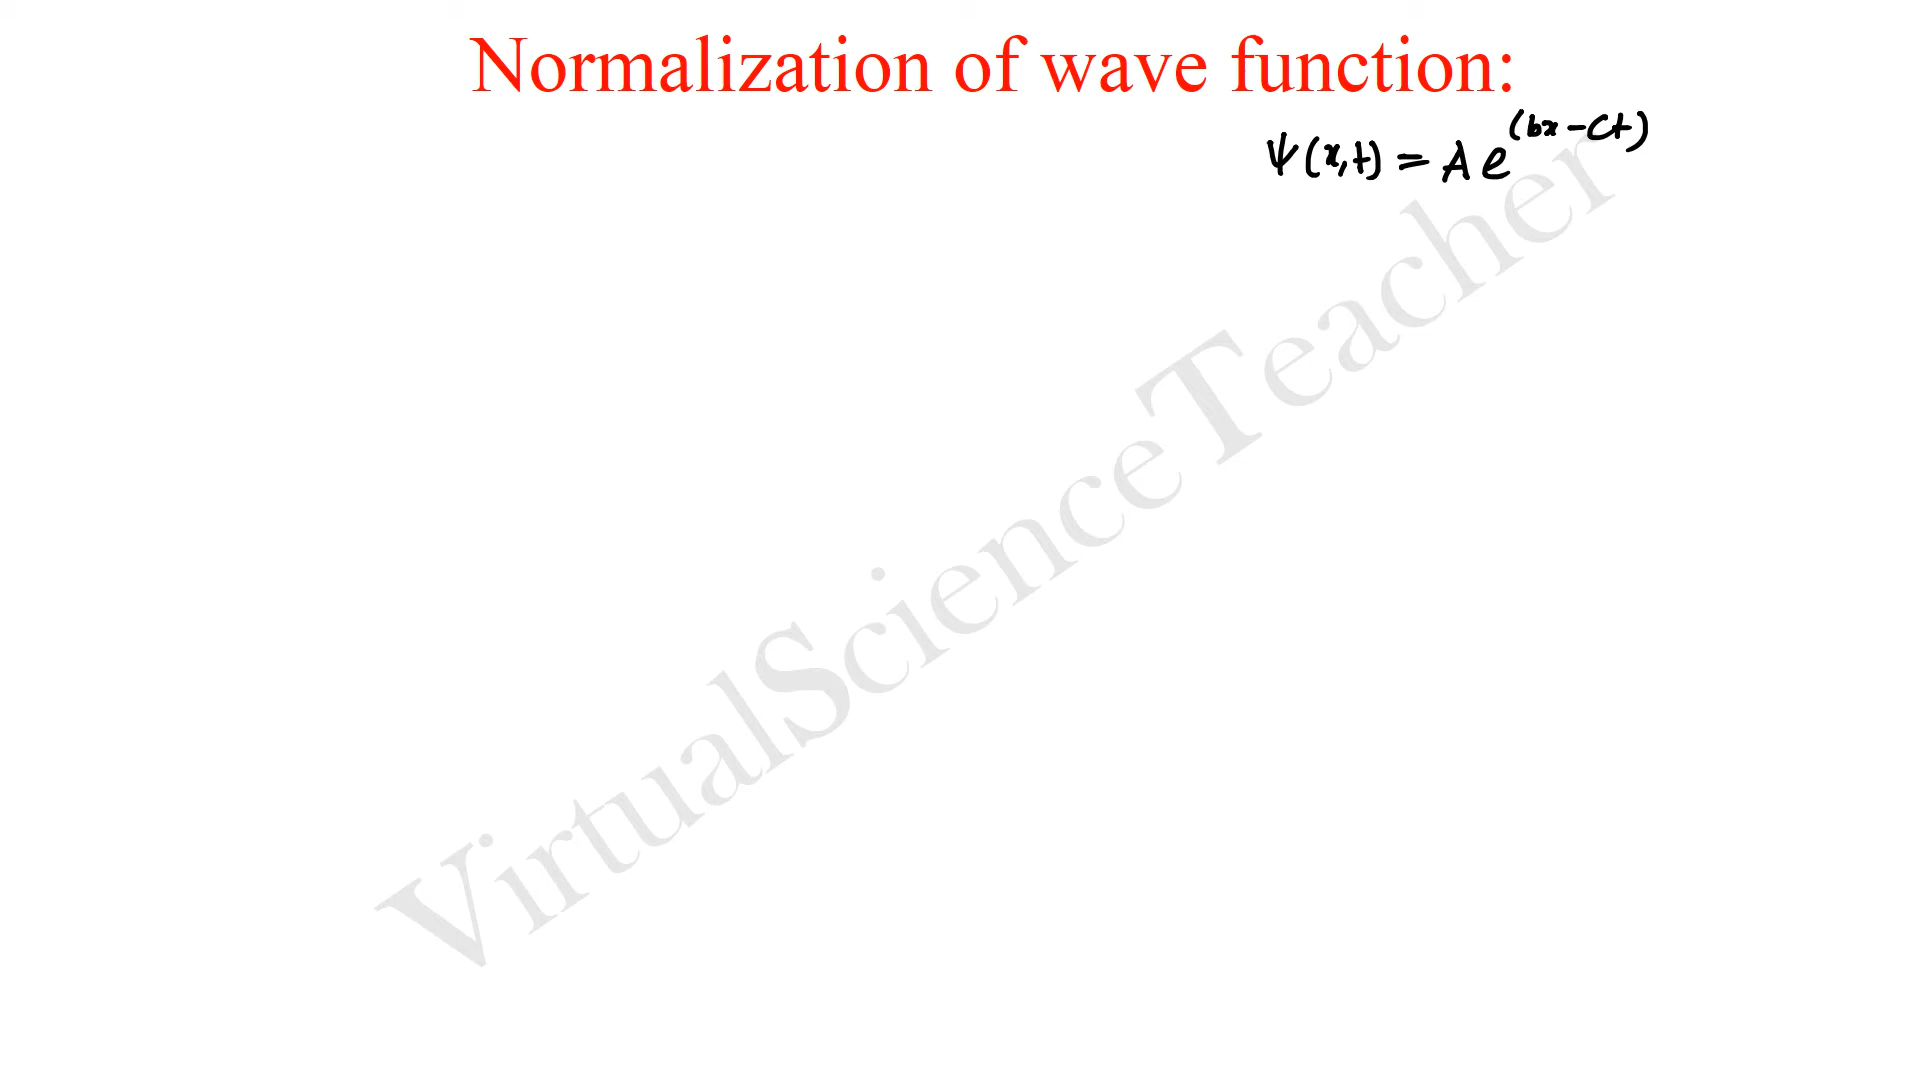 Normalization of wave function:
Ψ(x,t) = A e^(bx-ct)
VirtualScienceTeacher